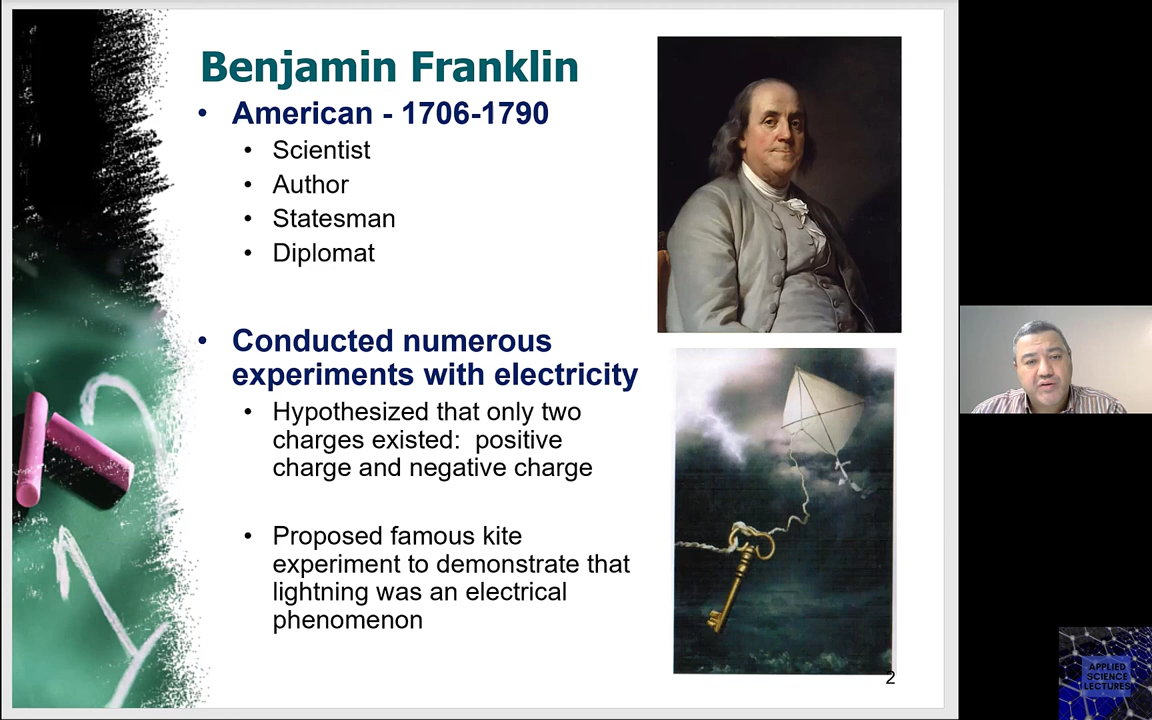 Benjamin Franklin
• American - 1706-1790
• Scientist
• Author
• Statesman
• Diplomat
• Conducted numerous
experiments with electricity
• Hypothesized that only two
charges existed: positive
charge and negative charge
• Proposed famous kite
experiment to demonstrate that
lightning was an electrical
phenomenon
2
APPLIED
SCIENCE
LECTURES